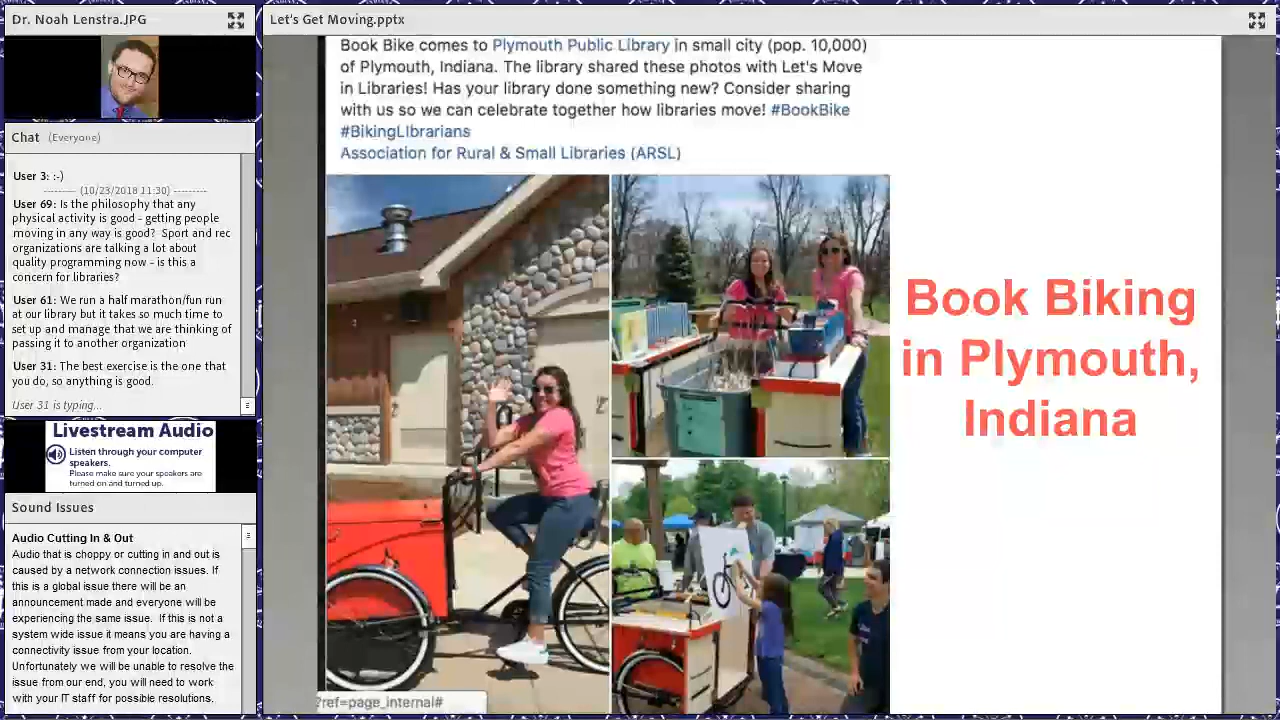 Dr. Noah Lenstra.JPG
Chat (Everyone)
User 3: :-)
---------- (10/23/2018 11:30) ----------
User 69: Is the philosophy that any
physical activity is good - getting people
moving in any way is good? Sport and rec
organizations are talking a lot about
quality programming now - is this a
concern for libraries?
User 61: We run a half marathon/fun run
at our library but it takes so much time to
set up and manage that we are thinking of
passing it to another organization
User 31: The best exercise is the one that
you do, so anything is good.
User 31 is typing...
Livestream Audio
Listen through your computer
speakers.
Please make sure your speakers are
turned on and turned up.
Sound Issues
Audio Cutting In & Out
Audio that is choppy or cutting in and out is
caused by a network connection issues. If
this is a global issue there will be an
announcement made and everyone will be
experiencing the same issue. If this is not a
system wide issue it means you are having a
connectivity issue from your location.
Unfortunately we will be unable to resolve the
issue from our end, you will need to work
with your IT staff for possible resolutions.
Let's Get Moving.pptx
Book Bike comes to Plymouth Public Library in small city (pop. 10,000)
of Plymouth, Indiana. The library shared these photos with Let's Move
in Libraries! Has your library done something new? Consider sharing
with us so we can celebrate together how libraries move! #BookBike
#BikingLIbrarians
Association for Rural & Small Libraries (ARSL)
?ref=page_internal#
Book Biking
in Plymouth,
Indiana